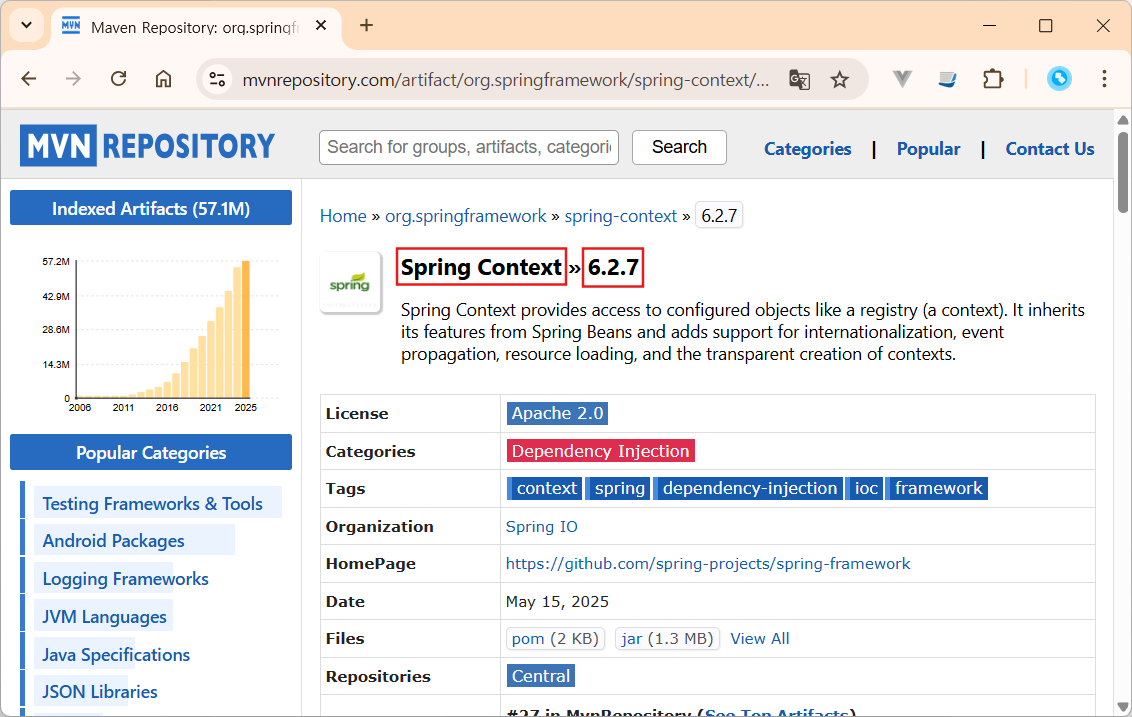 Maven Repository: org.springf
mvnrepository.com/artifact/org.springframework/spring-context/...
MVN REPOSITORY
Search for groups, artifacts, categori
Search
Categories | Popular | Contact Us
Indexed Artifacts (57.1M)
57.2M
42.9M
28.6M
14.3M
0
2006 2011 2016 2021 2025
Popular Categories
Testing Frameworks & Tools
Android Packages
Logging Frameworks
JVM Languages
Java Specifications
JSON Libraries
Home » org.springframework » spring-context » 6.2.7
spring
Spring Context » 6.2.7
Spring Context provides access to configured objects like a registry (a context). It inherits
its features from Spring Beans and adds support for internationalization, event
propagation, resource loading, and the transparent creation of contexts.
License Apache 2.0
Categories Dependency Injection
Tags context spring dependency-injection ioc framework
Organization Spring IO
HomePage https://github.com/spring-projects/spring-framework
Date May 15, 2025
Files pom (2 KB) jar (1.3 MB) View All
Repositories Central
#27 in MvnRepository (See Top Artifacts)